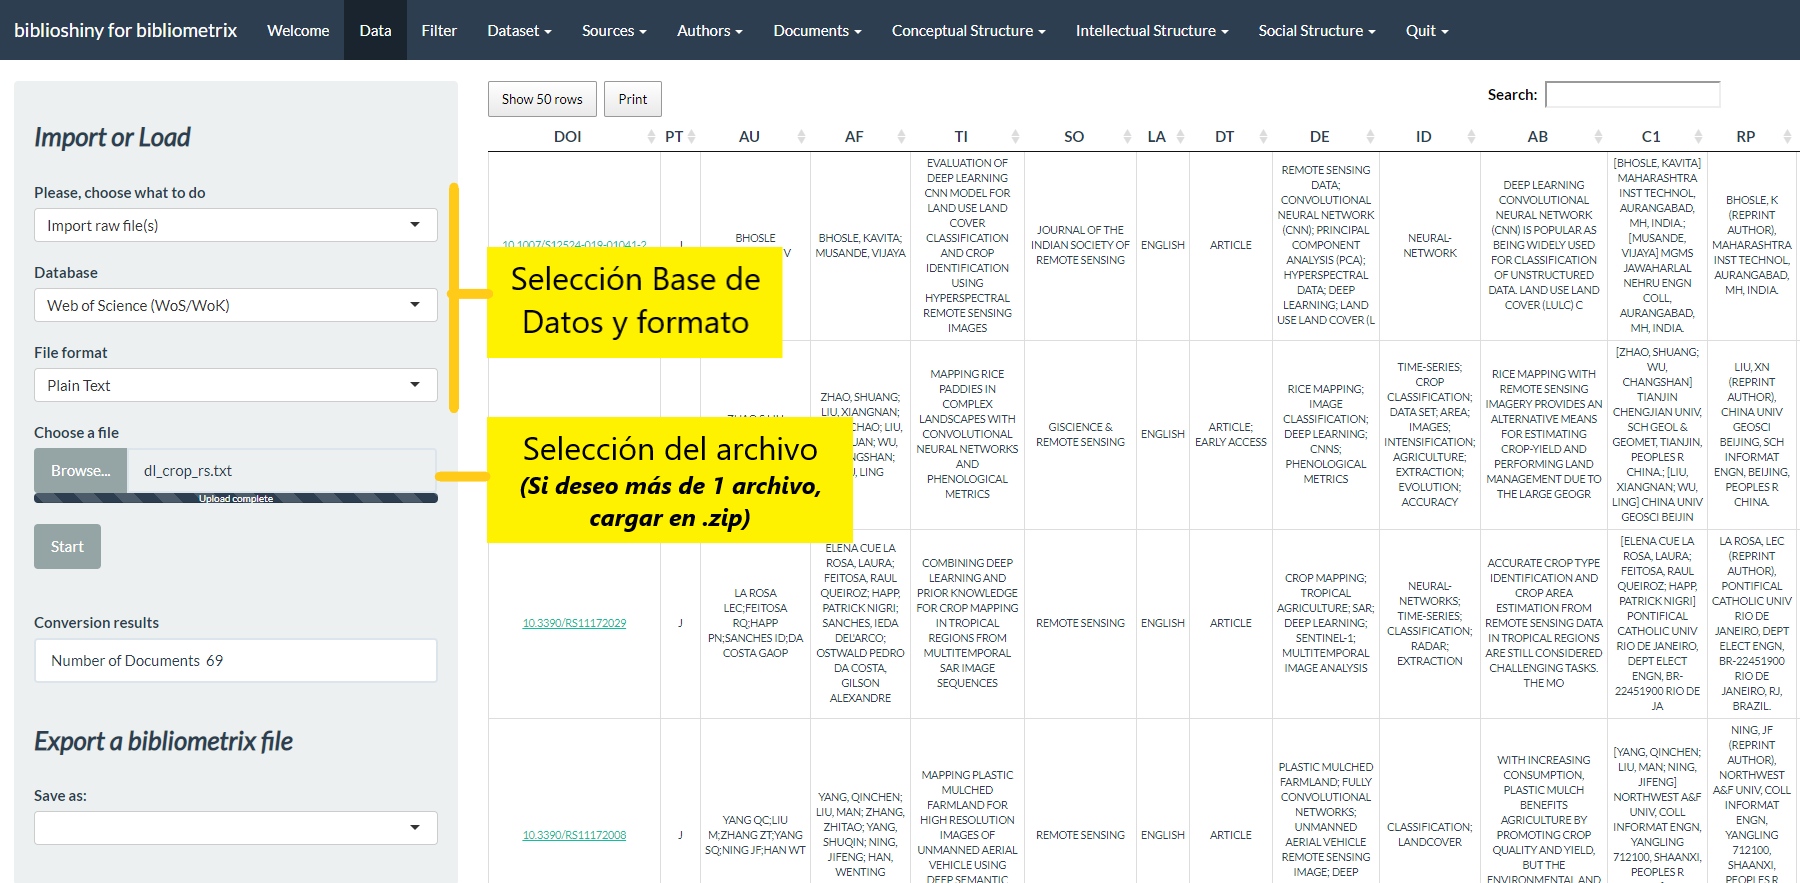 biblioshiny for bibliometrix Welcome Data Filter Dataset Sources Authors Documents Conceptual Structure Intellectual Structure Social Structure Quit
Import or Load
Please, choose what to do
Import raw file(s)
Database
Web of Science (WoS/WoK)
File format
Plain Text
Choose a file
Browse... dl_crop_rs.txt
Upload complete
Start
Conversion results
Number of Documents 69
Export a bibliometrix file
Save as:
Selección Base de
Datos y formato
Selección del archivo
(Si deseo más de 1 archivo,
cargar en .zip)
Show 50 rows Print
Search:
DOI PT AU AF TI SO LA DT DE ID AB C1 RP
10.1007/S12524-019-01041-2
BHOSLE
V
BHOSLE, KAVITA;
MUSANDE, VIJAYA
EVALUATION OF
DEEP LEARNING
CNN MODEL FOR
LAND USE LAND
COVER
CLASSIFICATION
AND CROP
IDENTIFICATION
USING
HYPERSPECTRAL
REMOTE SENSING
IMAGES
JOURNAL OF THE
INDIAN SOCIETY OF
REMOTE SENSING
ENGLISH
ARTICLE
REMOTE SENSING
DATA;
CONVOLUTIONAL
NEURAL NETWORK
(CNN); PRINCIPAL
COMPONENT
ANALYSIS (PCA);
HYPERSPECTRAL
DATA; DEEP
LEARNING; LAND
USE LAND COVER (L
NEURAL-
NETWORK
DEEP LEARNING
CONVOLUTIONAL
NEURAL NETWORK
(CNN) IS POPULAR AS
BEING WIDELY USED
FOR CLASSIFICATION
OF UNSTRUCTURED
DATA. LAND USE LAND
COVER (LULC) C
[BHOSLE, KAVITA]
MAHARASHTRA
INST TECHNOL,
AURANGABAD,
MH, INDIA.;
[MUSANDE,
VIJAYA] MGMS
JAWAHARLAL
NEHRU ENGN
COLL,
AURANGABAD,
MH, INDIA.
BHOSLE, K
(REPRINT
AUTHOR),
MAHARASHTRA
INST TECHNOL,
AURANGABAD,
MH, INDIA.
ZHAO, SHUANG;
LIU, XIANGNAN;
CHAO; LIU,
UAN; WU,
NGSHAN;
, LING
MAPPING RICE
PADDIES IN
COMPLEX
LANDSCAPES WITH
CONVOLUTIONAL
NEURAL NETWORKS
AND
PHENOLOGICAL
METRICS
GISCIENCE &
REMOTE SENSING
ENGLISH
ARTICLE;
EARLY ACCESS
RICE MAPPING;
IMAGE
CLASSIFICATION;
DEEP LEARNING;
CNNS;
PHENOLOGICAL
METRICS
TIME-SERIES;
CROP
CLASSIFICATION;
DATA SET; AREA;
IMAGES;
INTENSIFICATION;
AGRICULTURE;
EXTRACTION;
EVOLUTION;
ACCURACY
RICE MAPPING WITH
REMOTE SENSING
IMAGERY PROVIDES AN
ALTERNATIVE MEANS
FOR ESTIMATING
CROP-YIELD AND
PERFORMING LAND
MANAGEMENT DUE TO
THE LARGE GEOGR
[ZHAO, SHUANG;
WU,
CHANGSHAN]
TIANJIN
CHENGJIAN UNIV,
SCH GEOL &
GEOMET, TIANJIN,
PEOPLES R
CHINA.; [LIU,
XIANGNAN; WU,
LING] CHINA UNIV
GEOSCI BEIJIN
LIU, XN
(REPRINT
AUTHOR),
CHINA UNIV
GEOSCI
BEIJING, SCH
INFORMAT
ENGN, BEIJING,
PEOPLES R
CHINA.
10.3390/RS11172029
J
LA ROSA
LEC;FEITOSA
RQ;HAPP
PN;SANCHES ID;DA
COSTA GAOP
ELENA CUE LA
ROSA, LAURA;
FEITOSA, RAUL
QUEIROZ; HAPP,
PATRICK NIGRI;
SANCHES, IEDA
DEL'ARCO;
OSTWALD PEDRO
DA COSTA,
GILSON
ALEXANDRE
COMBINING DEEP
LEARNING AND
PRIOR KNOWLEDGE
FOR CROP MAPPING
IN TROPICAL
REGIONS FROM
MULTITEMPORAL
SAR IMAGE
SEQUENCES
REMOTE SENSING
ENGLISH
ARTICLE
CROP MAPPING;
TROPICAL
AGRICULTURE; SAR;
DEEP LEARNING;
SENTINEL-1;
MULTITEMPORAL
IMAGE ANALYSIS
NEURAL-
NETWORKS;
TIME-SERIES;
CLASSIFICATION;
RADAR;
EXTRACTION
ACCURATE CROP TYPE
IDENTIFICATION AND
CROP AREA
ESTIMATION FROM
REMOTE SENSING DATA
IN TROPICAL REGIONS
ARE STILL CONSIDERED
CHALLENGING TASKS.
THE MO
[ELENA CUE LA
ROSA, LAURA;
FEITOSA, RAUL
QUEIROZ; HAPP,
PATRICK NIGRI]
PONTIFICAL
CATHOLIC UNIV
RIO DE JANEIRO,
DEPT ELECT
ENGN, BR-
22451900 RIO DE
JA
LA ROSA, LEC
(REPRINT
AUTHOR),
PONTIFICAL
CATHOLIC UNIV
RIO DE
JANEIRO, DEPT
ELECT ENGN,
BR-22451900
RIO DE
JANEIRO, RJ,
BRAZIL.
10.3390/RS11172008
J
YANG QC;LIU
M;ZHANG ZT;YANG
SQ;NING JF;HAN WT
YANG, QINCHEN;
LIU, MAN; ZHANG,
ZHITAO; YANG,
SHUQIN; NING,
JIFENG; HAN,
WENTING
MAPPING PLASTIC
MULCHED
FARMLAND FOR
HIGH RESOLUTION
IMAGES OF
UNMANNED AERIAL
VEHICLE USING
DEEP SEMANTIC
REMOTE SENSING
ENGLISH
ARTICLE
PLASTIC MULCHED
FARMLAND; FULLY
CONVOLUTIONAL
NETWORKS;
UNMANNED
AERIAL VEHICLE
REMOTE SENSING
IMAGE; DEEP
CLASSIFICATION;
LANDCOVER
WITH INCREASING
CONSUMPTION,
PLASTIC MULCH
BENEFITS
AGRICULTURE BY
PROMOTING CROP
QUALITY AND YIELD,
BUT THE
ENVIRONMENTAL AND
[YANG, QINCHEN;
LIU, MAN; NING,
JIFENG]
NORTHWEST A&F
UNIV, COLL
INFORMAT ENGN,
YANGLING
712100, SHAANXI,
PEOPLES R
NING, JF
(REPRINT
AUTHOR),
NORTHWEST
A&F UNIV, COLL
INFORMAT
ENGN,
YANGLING
712100,
SHAANXI,
PEOPLES R